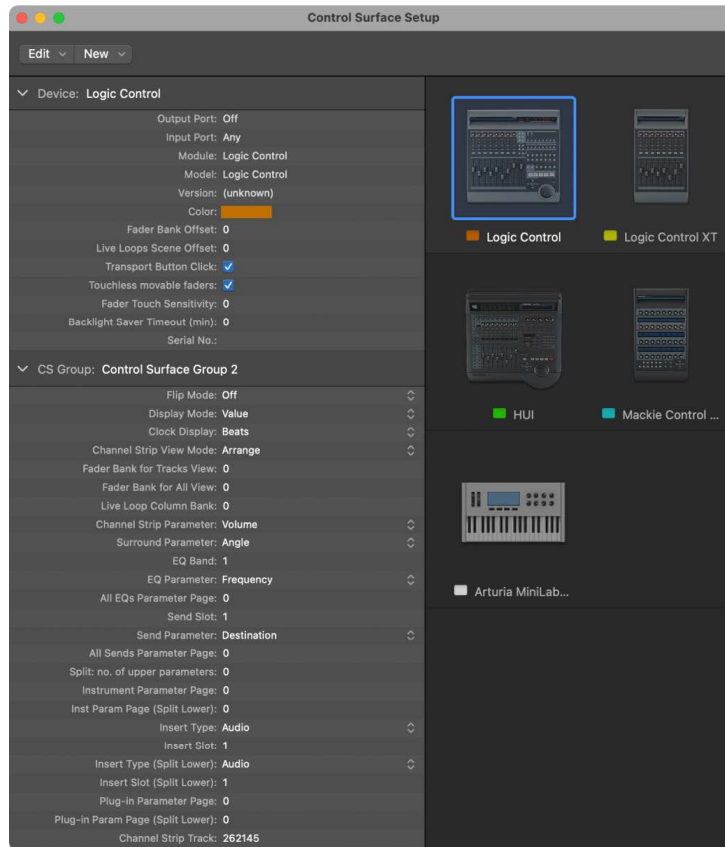 Control Surface Setup
Edit New
Device: Logic Control
Output Port: Off
Input Port: Any
Module: Logic Control
Model: Logic Control
Version: (unknown)
Color:
Fader Bank Offset: 0
Live Loops Scene Offset: 0
Transport Button Click:
Touchless movable faders:
Fader Touch Sensitivity: 0
Backlight Saver Timeout (min): 0
Serial No.:
CS Group: Control Surface Group 2
Flip Mode: Off
Display Mode: Value
Clock Display: Beats
Channel Strip View Mode: Arrange
Fader Bank for Tracks View: 0
Fader Bank for All View: 0
Live Loop Column Bank: 0
Channel Strip Parameter: Volume
Surround Parameter: Angle
EQ Band: 1
EQ Parameter: Frequency
All EQs Parameter Page: 0
Send Slot: 1
Send Parameter: Destination
All Sends Parameter Page: 0
Split: no. of upper parameters: 0
Instrument Parameter Page: 0
Inst Param Page (Split Lower): 0
Insert Type: Audio
Insert Slot: 1
Insert Type (Split Lower): Audio
Insert Slot (Split Lower): 1
Plug-in Parameter Page: 0
Plug-in Param Page (Split Lower): 0
Channel Strip Track: 262145
Logic Control
Logic Control XT
HUI
Mackie Control ...
Arturia MiniLab...